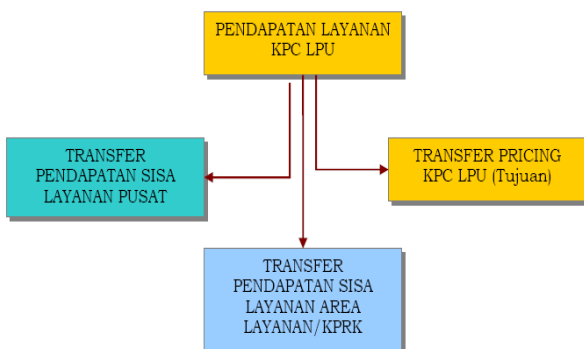 PENDAPATAN LAYANAN
KPC LPU
TRANSFER
PENDAPATAN SISA
LAYANAN PUSAT
TRANSFER PRICING
KPC LPU (Tujuan)
TRANSFER
PENDAPATAN SISA
LAYANAN AREA
LAYANAN/KPRK